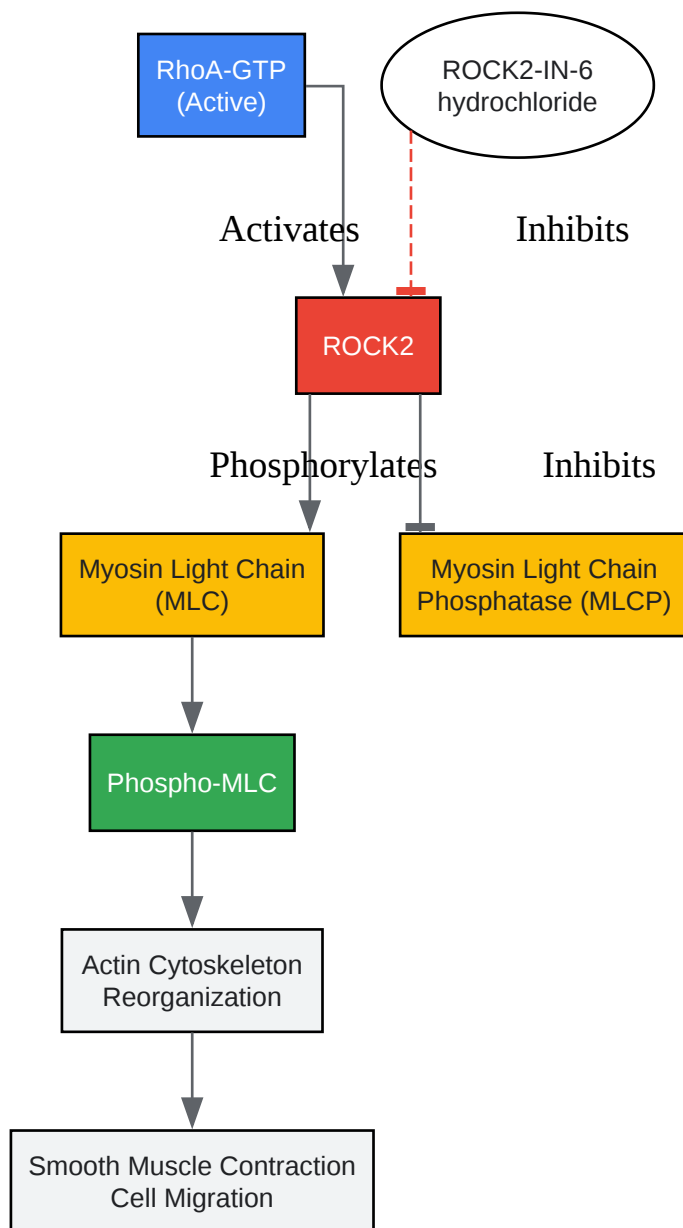 RhoA-GTP
(Active)
ROCK2-IN-6
hydrochloride
Activates
Inhibits
ROCK2
Phosphorylates
Inhibits
Myosin Light Chain
(MLC)
Myosin Light Chain
Phosphatase (MLCP)
Phospho-MLC
Actin Cytoskeleton
Reorganization
Smooth Muscle Contraction
Cell Migration